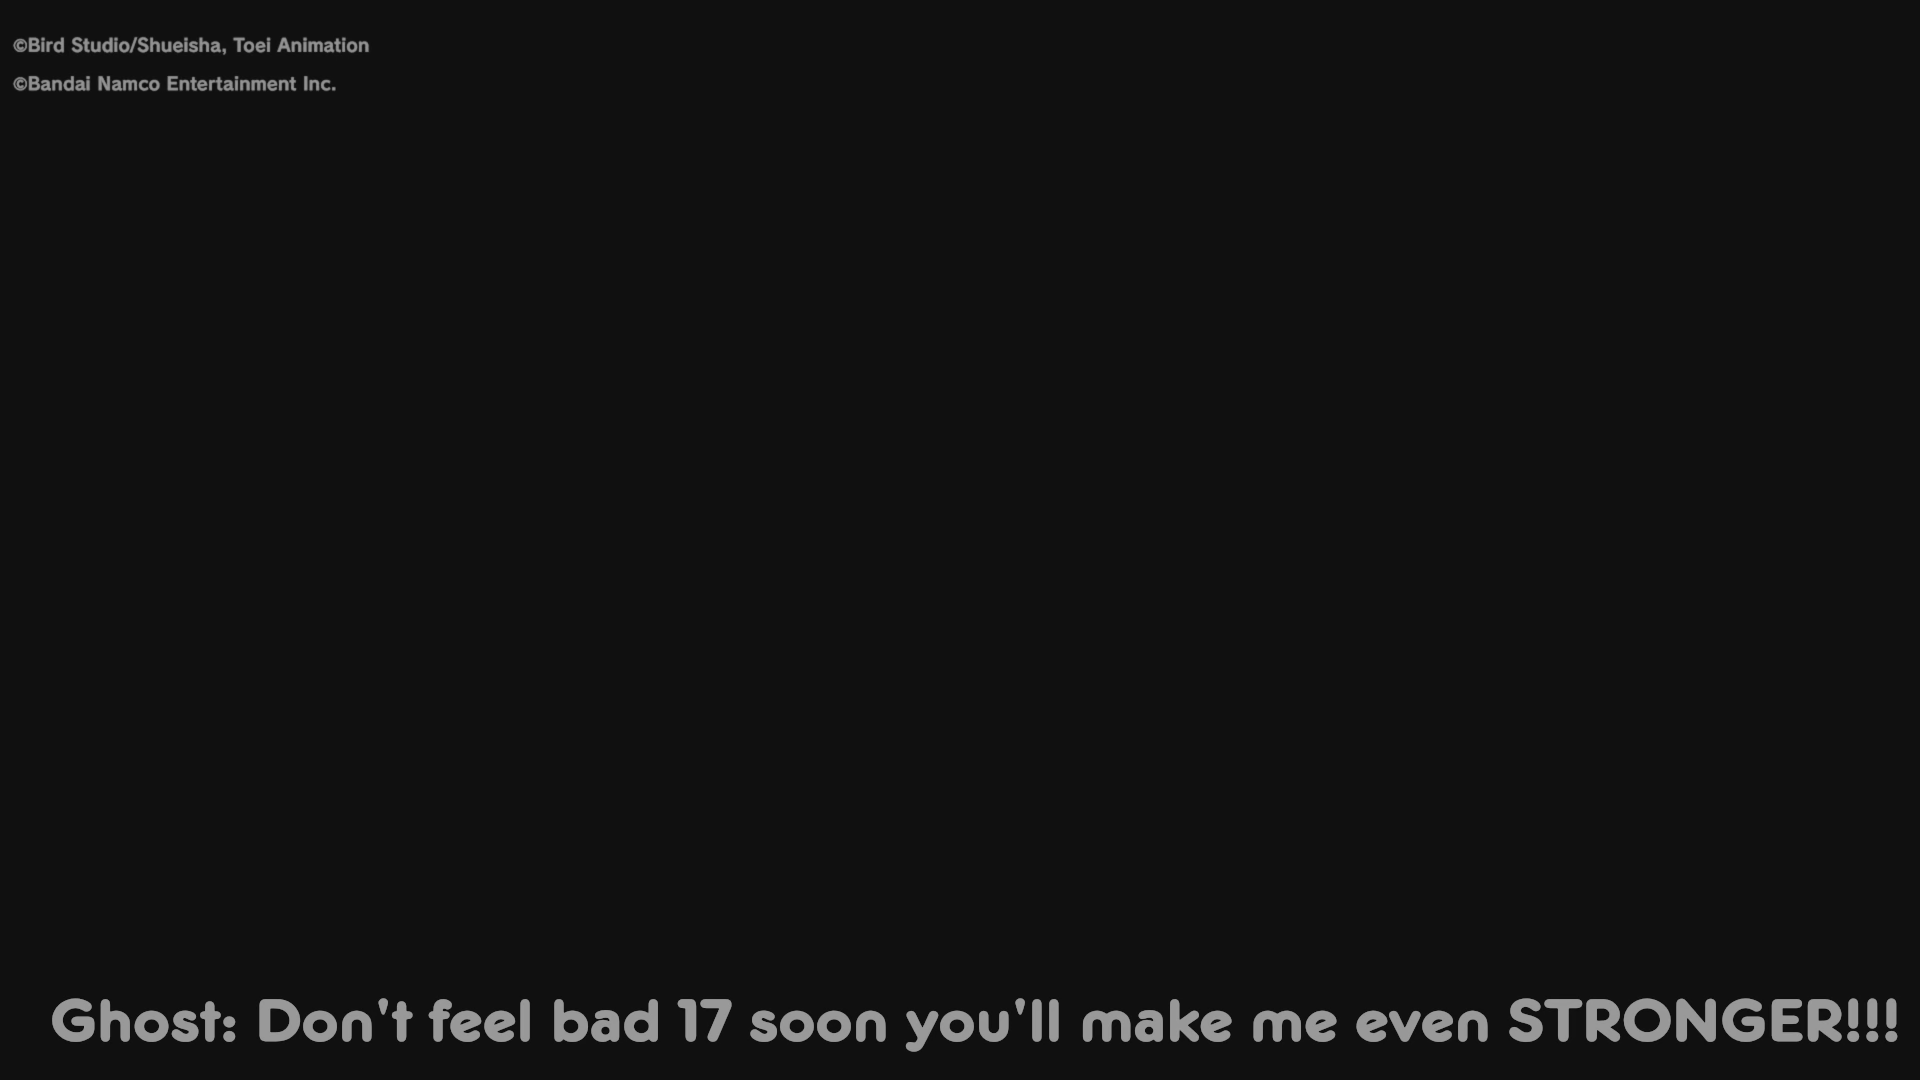 ©Bird Studio/Shueisha, Toei Animation
©Bandai Namco Entertainment Inc.
Ghost: Don't feel bad 17 soon you'll make me even STRONGER!!!